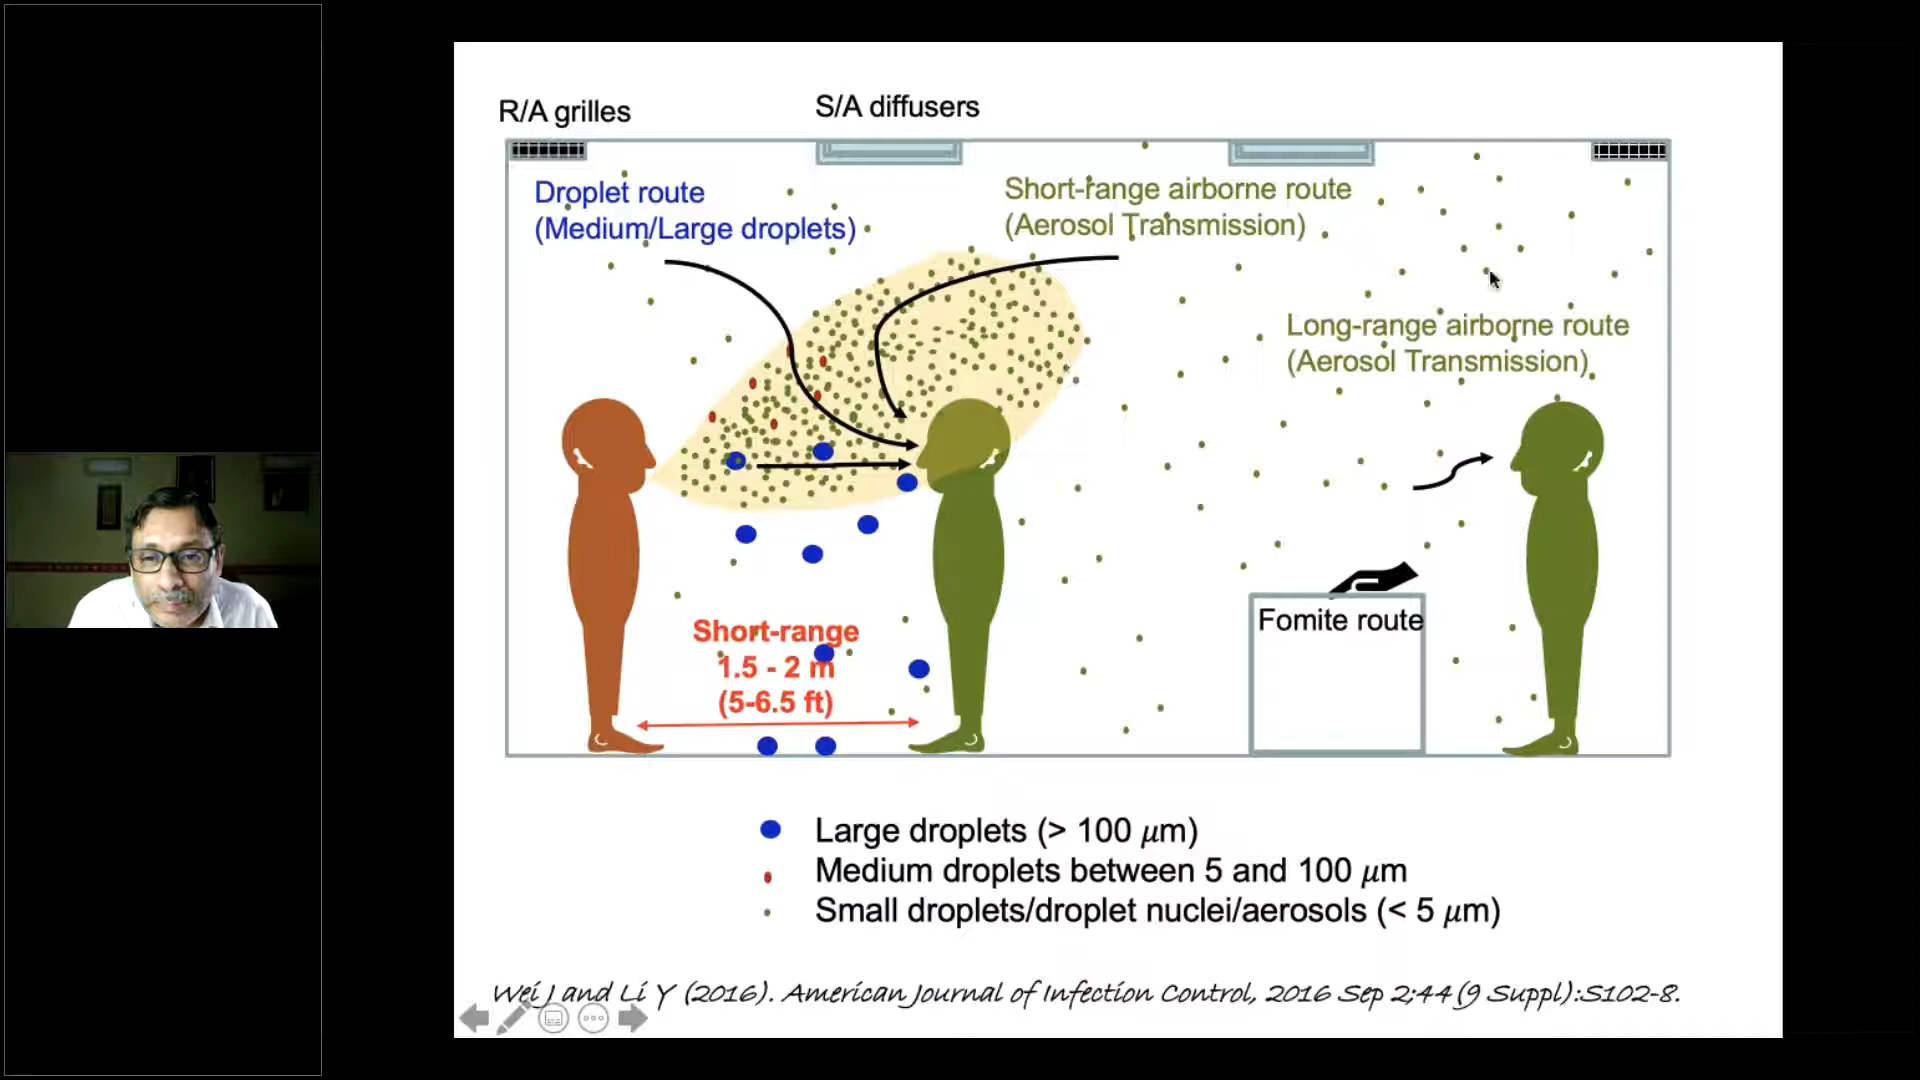 R/A grilles
S/A diffusers
Droplet route
(Medium/Large droplets)
Short-range airborne route
(Aerosol Transmission)
Long-range airborne route
(Aerosol Transmission)
Fomite route
Short-range
1.5 - 2 m
(5-6.5 ft)
Large droplets (> 100 μm)
Medium droplets between 5 and 100 μm
Small droplets/droplet nuclei/aerosols (< 5 μm)
Wei J and Li Y (2016). American Journal of Infection Control, 2016 Sep 2;44(9 Suppl):S102-8.